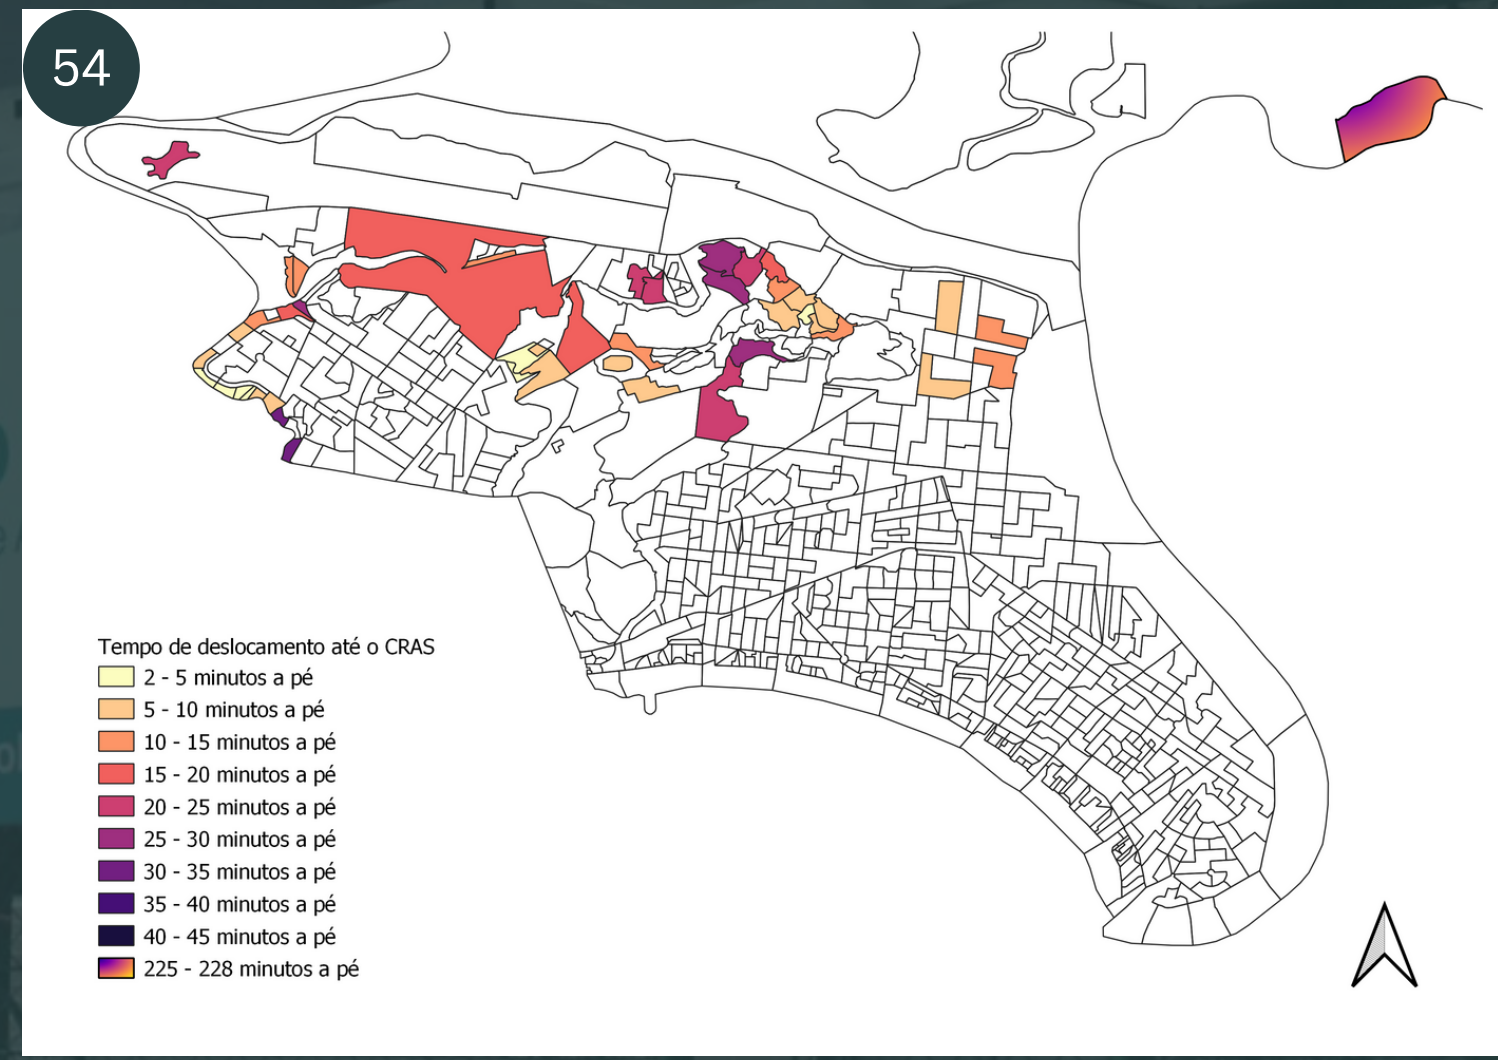 54
Tempo de deslocamento até o CRAS
2 - 5 minutos a pé
5 - 10 minutos a pé
10 - 15 minutos a pé
15 - 20 minutos a pé
20 - 25 minutos a pé
25 - 30 minutos a pé
30 - 35 minutos a pé
35 - 40 minutos a pé
40 - 45 minutos a pé
225 - 228 minutos a pé